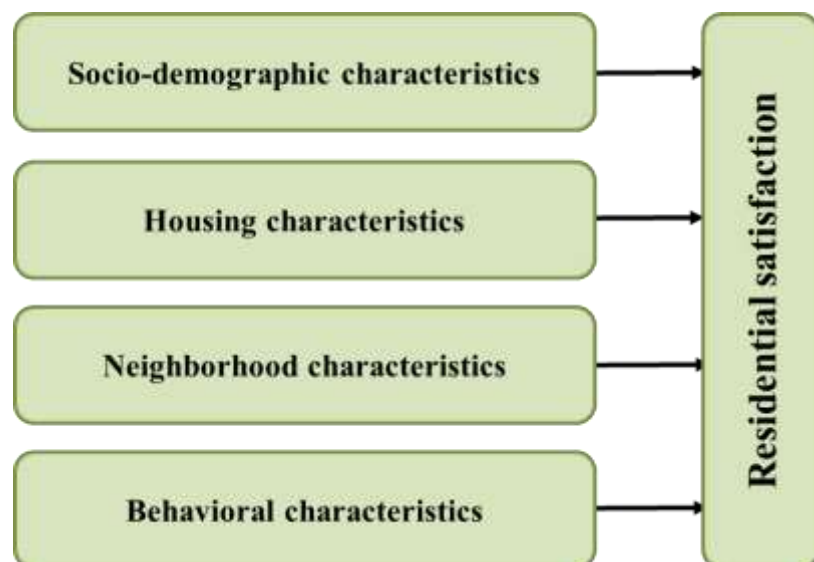 Socio-demographic characteristics
Housing characteristics
Neighborhood characteristics
Behavioral characteristics
Residential satisfaction